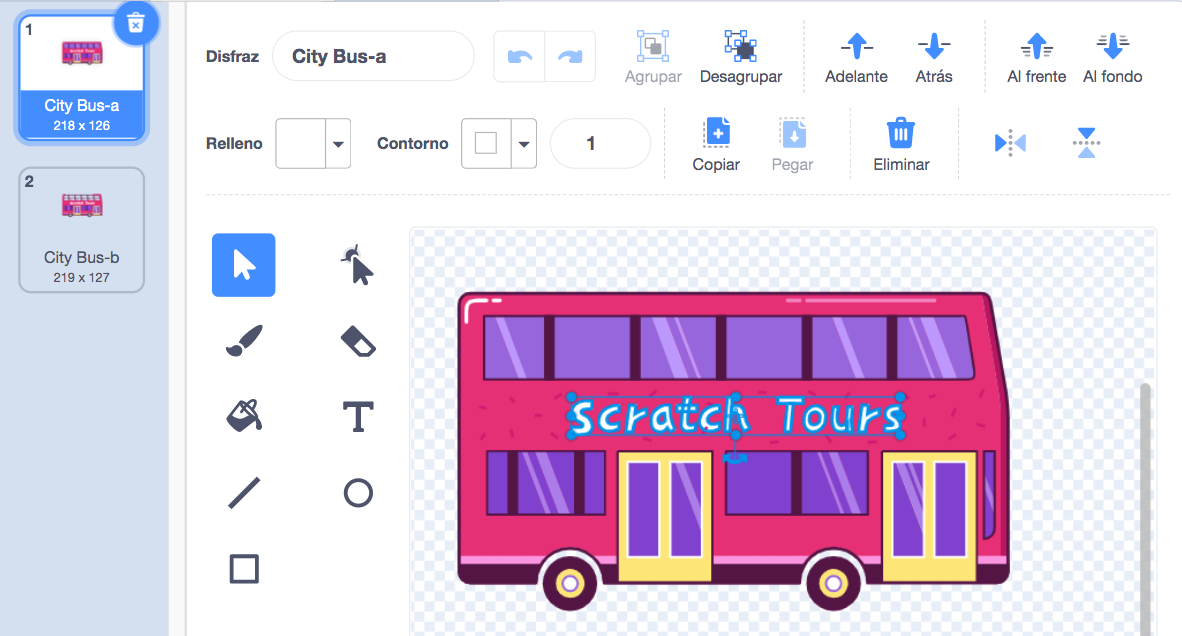 1
City Bus-a
218 x 126
2
City Bus-b
219 x 127
Disfraz
City Bus-a
Agrupar
Desagrupar
Adelante
Atrás
Al frente
Al fondo
Relleno
Contorno
1
Copiar
Pegar
Eliminar
T
Scratch Tours